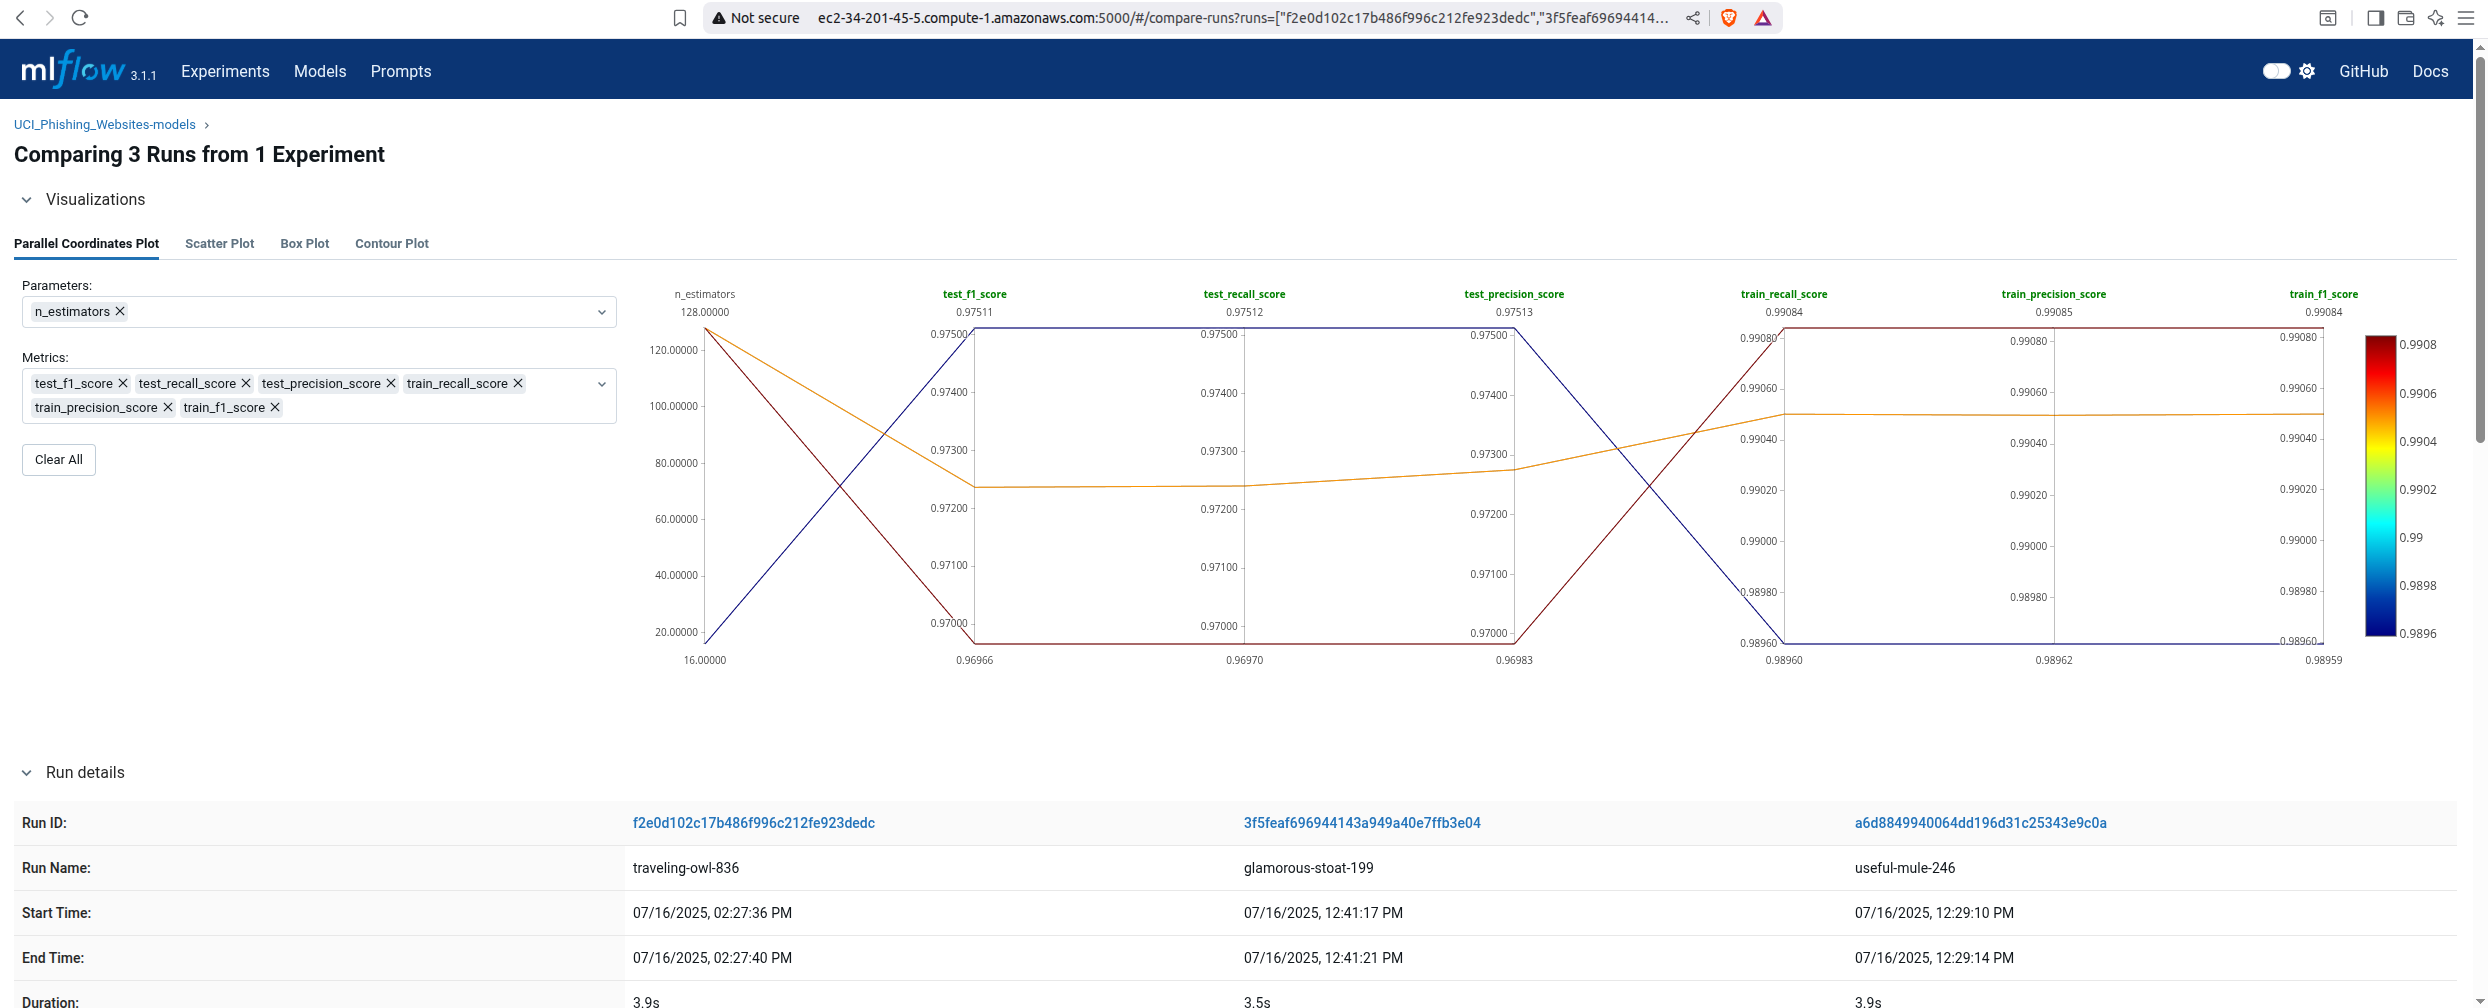 Not secure ec2-34-201-45-5.compute-1.amazonaws.com:5000/#/compare-runs?runs=["f2e0d102c17b486f996c212fe923dedc","3f5feaf69694414...
mlflow 3.1.1 Experiments Models Prompts GitHub Docs
UCI_Phishing_Websites-models
Comparing 3 Runs from 1 Experiment
Visualizations
Parallel Coordinates Plot Scatter Plot Box Plot Contour Plot
Parameters:
n_estimators
Metrics:
test_f1_score test_recall_score test_precision_score train_recall_score
train_precision_score train_f1_score
Clear All
n_estimators test_f1_score test_recall_score test_precision_score train_recall_score train_precision_score train_f1_score
128.00000 0.97511 0.97512 0.97513 0.99084 0.99085 0.99084
120.00000
100.00000
80.00000
60.00000
40.00000
20.00000
16.00000
0.97500
0.97400
0.97300
0.97200
0.97100
0.97000
0.96966
0.97500
0.97400
0.97300
0.97200
0.97100
0.97000
0.96970
0.97500
0.97400
0.97300
0.97200
0.97100
0.97000
0.96983
0.99080
0.99060
0.99040
0.99020
0.99000
0.98980
0.98960
0.98960
0.99080
0.99060
0.99040
0.99020
0.99000
0.98980
0.98962
0.99080
0.99060
0.99040
0.99020
0.99000
0.98980
0.98960
0.98959
0.9908
0.9906
0.9904
0.9902
0.99
0.9898
0.9896
Run details
Run ID: f2e0d102c17b486f996c212fe923dedc 3f5feaf696944143a949a40e7ffb3e04 a6d8849940064dd196d31c25343e9c0a
Run Name: traveling-owl-836 glamorous-stoat-199 useful-mule-246
Start Time: 07/16/2025, 02:27:36 PM 07/16/2025, 12:41:17 PM 07/16/2025, 12:29:10 PM
End Time: 07/16/2025, 02:27:40 PM 07/16/2025, 12:41:21 PM 07/16/2025, 12:29:14 PM
Duration: 3.9s 3.5s 3.9s